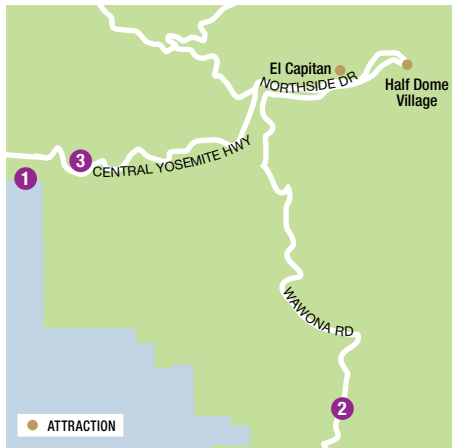 El Capitan
NORTHSIDE DR
Half Dome
Village
3
CENTRAL YOSEMITE HWY
1
WAWONA RD
2
ATTRACTION